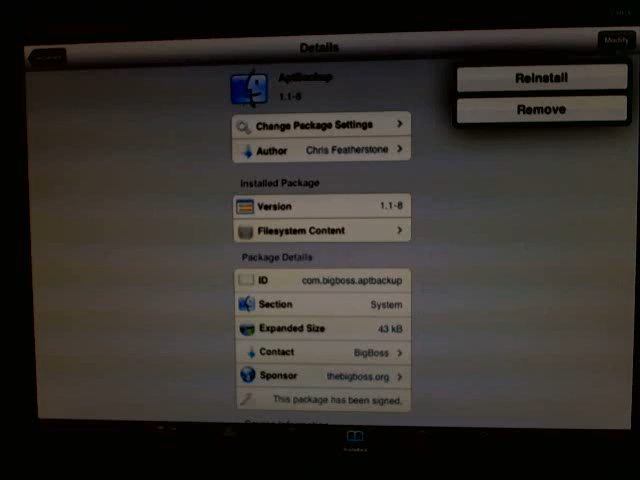 Details
Modify
AptBackup
1.1-8
Reinstall
Remove
Change Package Settings
Author Chris Featherstone
Installed Package
Version 1.1-8
Filesystem Content
Package Details
ID com.bigboss.aptbackup
Section System
Expanded Size 43 kB
Contact BigBoss
Sponsor thebigboss.org
This package has been signed.